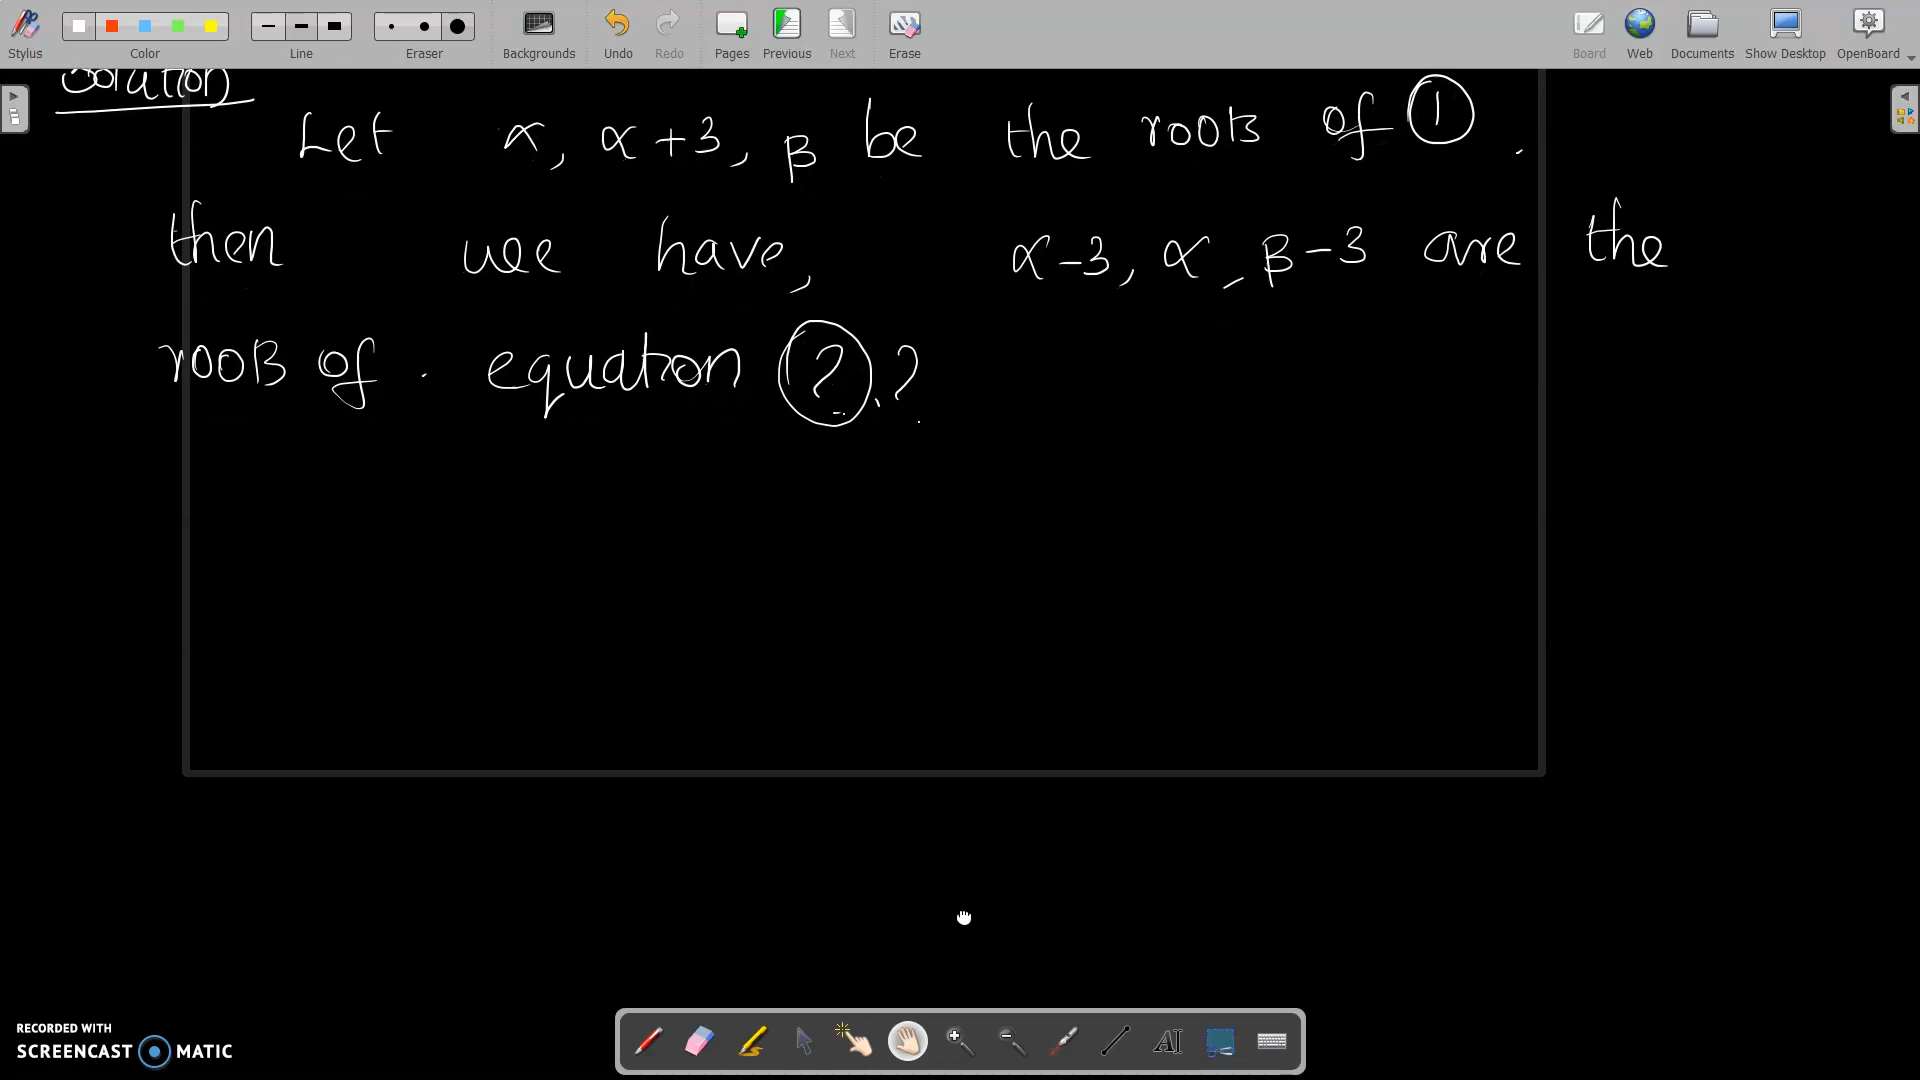 Stylus Color Line Eraser Backgrounds Undo Redo Pages Previous Next Erase Board Web Documents Show Desktop OpenBoard
Solution
Let α, α+3, β be the roots of ①.
then we have, α-3, α, β-3 are the
roots of equation ?.?
RECORDED WITH
SCREENCAST MATIC